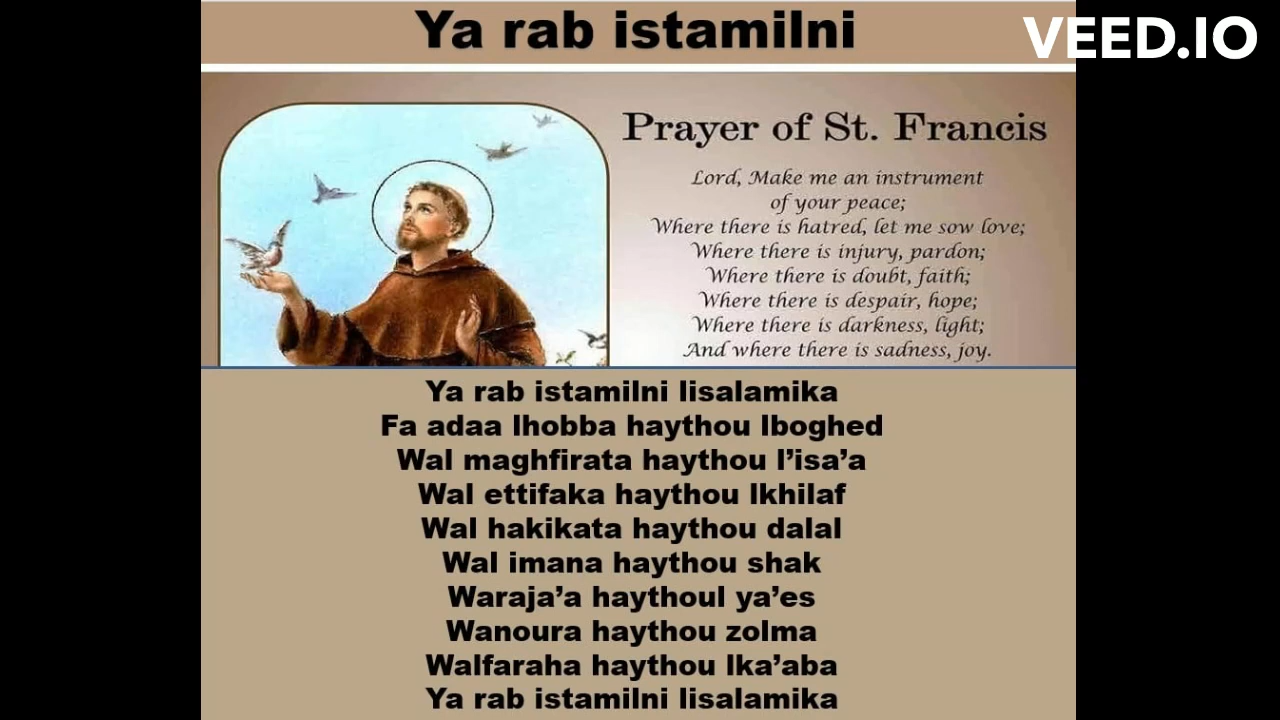 Ya rab istamilni
VEED.IO
Prayer of St. Francis
Lord, Make me an instrument
of your peace;
Where there is hatred, let me sow love;
Where there is injury, pardon;
Where there is doubt, faith;
Where there is despair, hope;
Where there is darkness, light;
And where there is sadness, joy.
Ya rab istamilni lisalamika
Fa adaa lhobba haythou lboghed
Wal maghfirata haythou l’isa’a
Wal ettifaka haythou lkhilaf
Wal hakikata haythou dalal
Wal imana haythou shak
Waraja’a haythoul ya’es
Wanoura haythou zolma
Walfaraha haythou lka’aba
Ya rab istamilni lisalamika